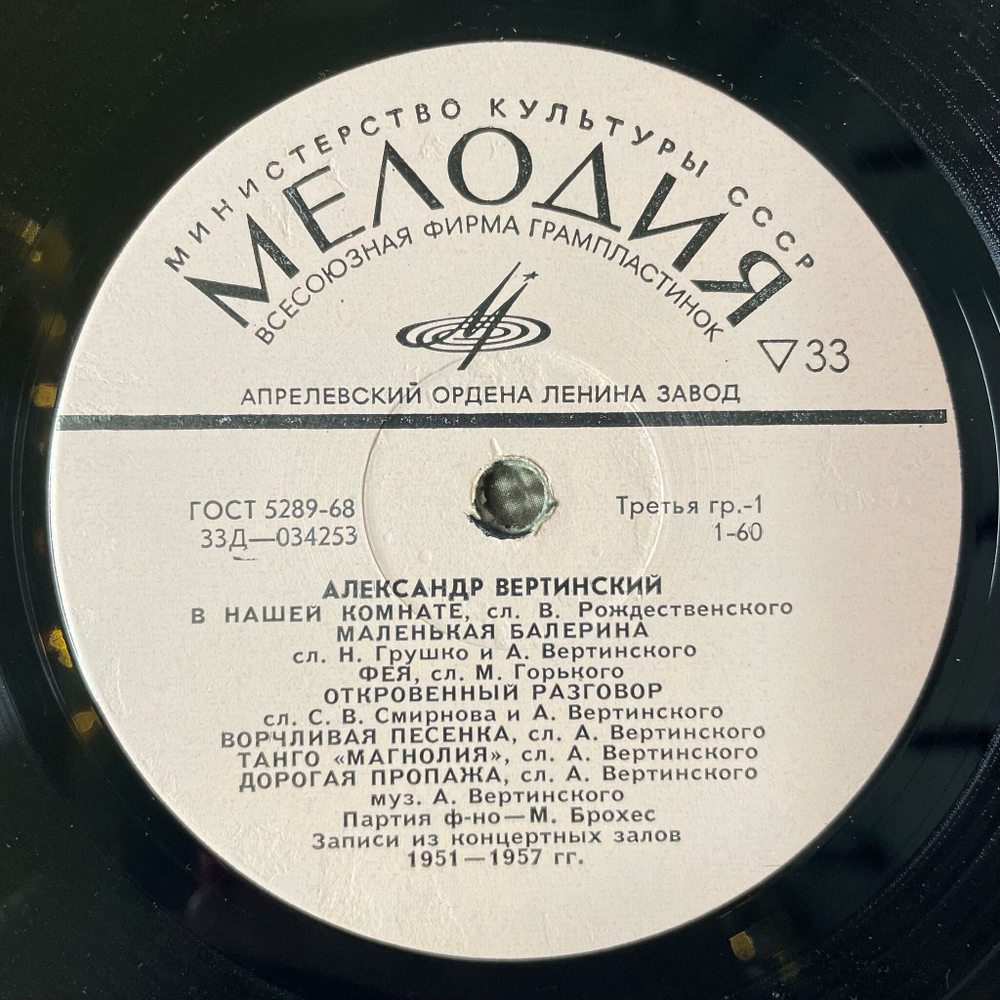 МИНИСТЕРСТВО КУЛЬТУРЫ СССР
МЕЛОДИЯ
ВСЕСОЮЗНАЯ ФИРМА ГРАМПЛАСТИНОК
▽33
АПРЕЛЕВСКИЙ ОРДЕНА ЛЕНИНА ЗАВОД
ГОСТ 5289-68
33Д—034253
Третья гр.-1
1-60
АЛЕКСАНДР ВЕРТИНСКИЙ
В НАШЕЙ КОМНАТЕ, сл. В. Рождественского
МАЛЕНЬКАЯ БАЛЕРИНА
сл. Н. Грушко и А. Вертинского
ФЕЯ, сл. М. Горького
ОТКРОВЕННЫЙ РАЗГОВОР
сл. С. В. Смирнова и А. Вертинского
ВОРЧЛИВАЯ ПЕСЕНКА, сл. А. Вертинского
ТАНГО «МАГНОЛИЯ», сл. А. Вертинского
ДОРОГАЯ ПРОПАЖА, сл. А. Вертинского
муз. А. Вертинского
Партия ф-но—М. Брохес
Записи из концертных залов
1951—1957 гг.